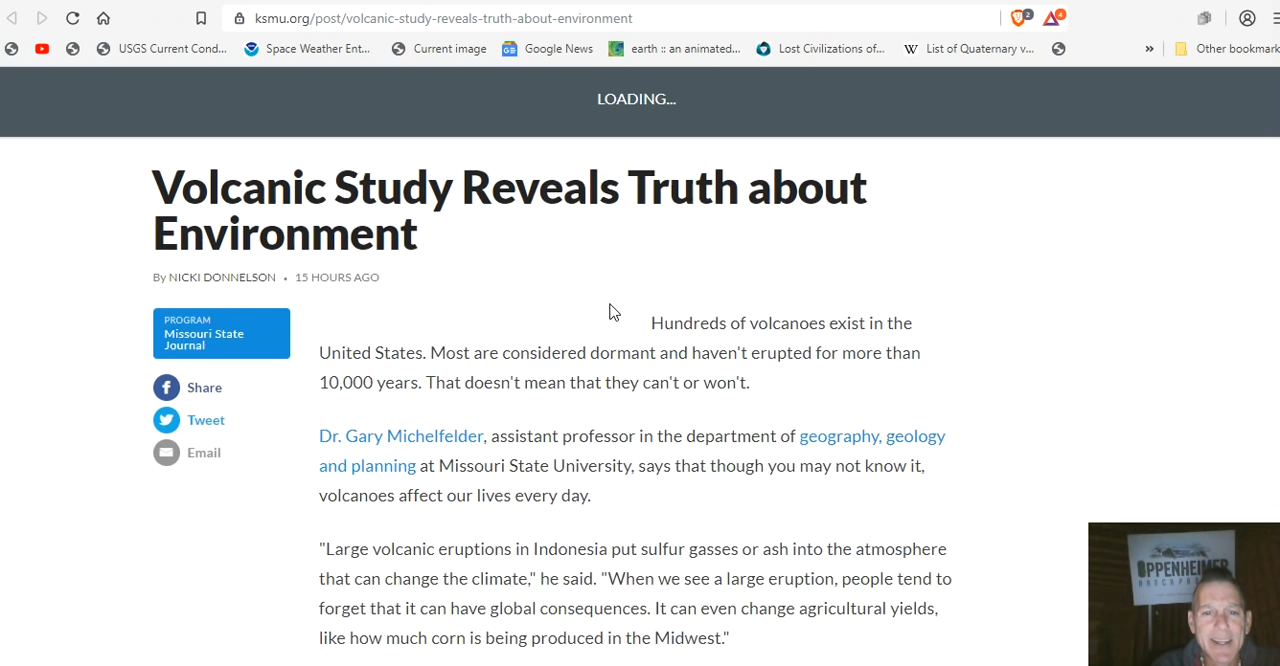 ksmu.org/post/volcanic-study-reveals-truth-about-environment
2
4
USGS Current Cond...
Space Weather Ent...
Current image
GE
Google News
earth :: an animated...
Lost Civilizations of...
W
List of Quaternary v...
»
Other bookmark
LOADING...
Volcanic Study Reveals Truth about
Environment
By NICKI DONNELSON • 15 HOURS AGO
PROGRAM
Missouri State
Journal
Share
Tweet
Email
Hundreds of volcanoes exist in the
United States. Most are considered dormant and haven't erupted for more than
10,000 years. That doesn't mean that they can't or won't.
Dr. Gary Michelfelder, assistant professor in the department of geography, geology
and planning at Missouri State University, says that though you may not know it,
volcanoes affect our lives every day.
"Large volcanic eruptions in Indonesia put sulfur gasses or ash into the atmosphere
that can change the climate," he said. "When we see a large eruption, people tend to
forget that it can have global consequences. It can even change agricultural yields,
like how much corn is being produced in the Midwest."
OPPENHEIMER